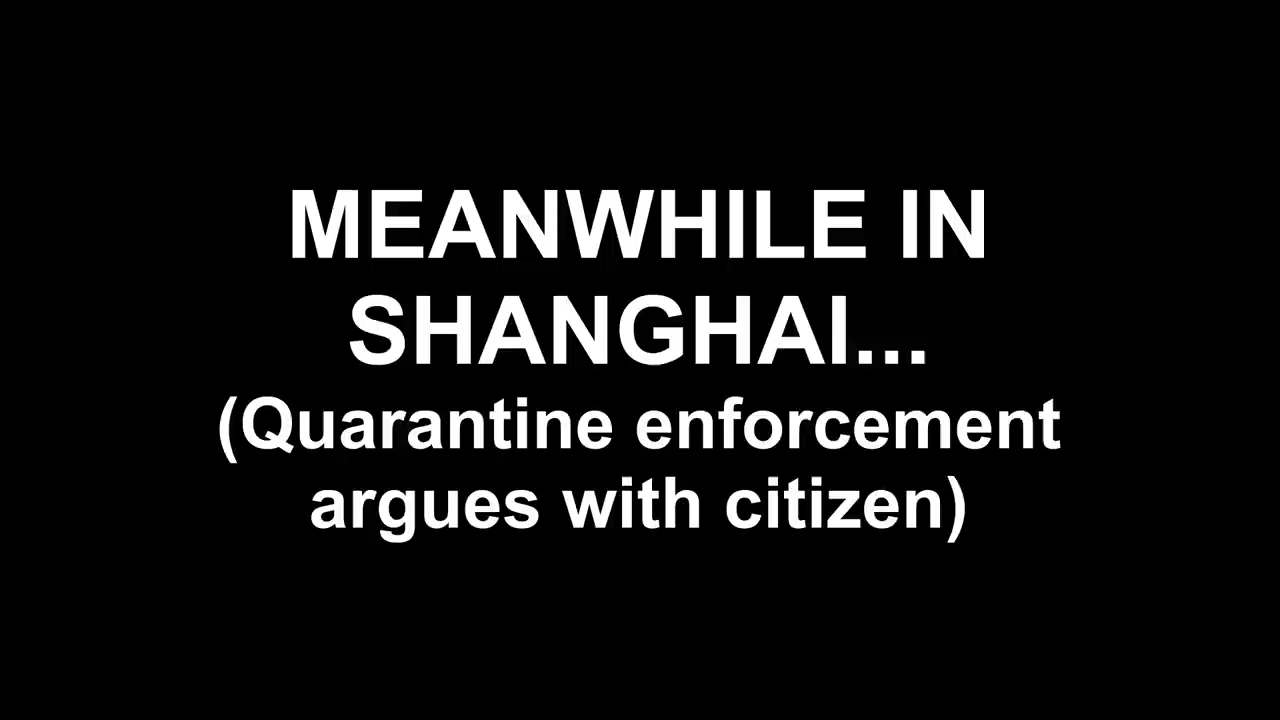 MEANWHILE IN
SHANGHAI...
(Quarantine enforcement
argues with citizen)